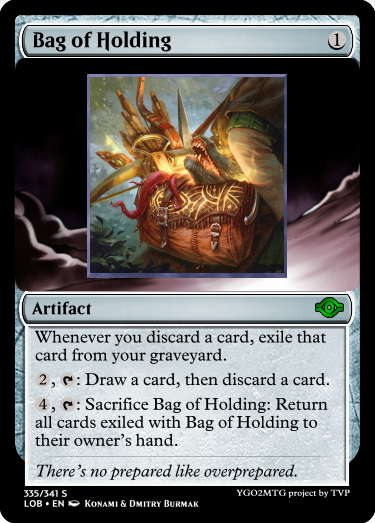 Bag of Holding 1
Artifact
Whenever you discard a card, exile that
card from your graveyard.
2, : Draw a card, then discard a card.
4, : Sacrifice Bag of Holding: Return
all cards exiled with Bag of Holding to
their owner's hand.
There's no prepared like overprepared.
335/341 S YGO2MTG project by TVP
LOB • EN Konami & Dmitry Burmak